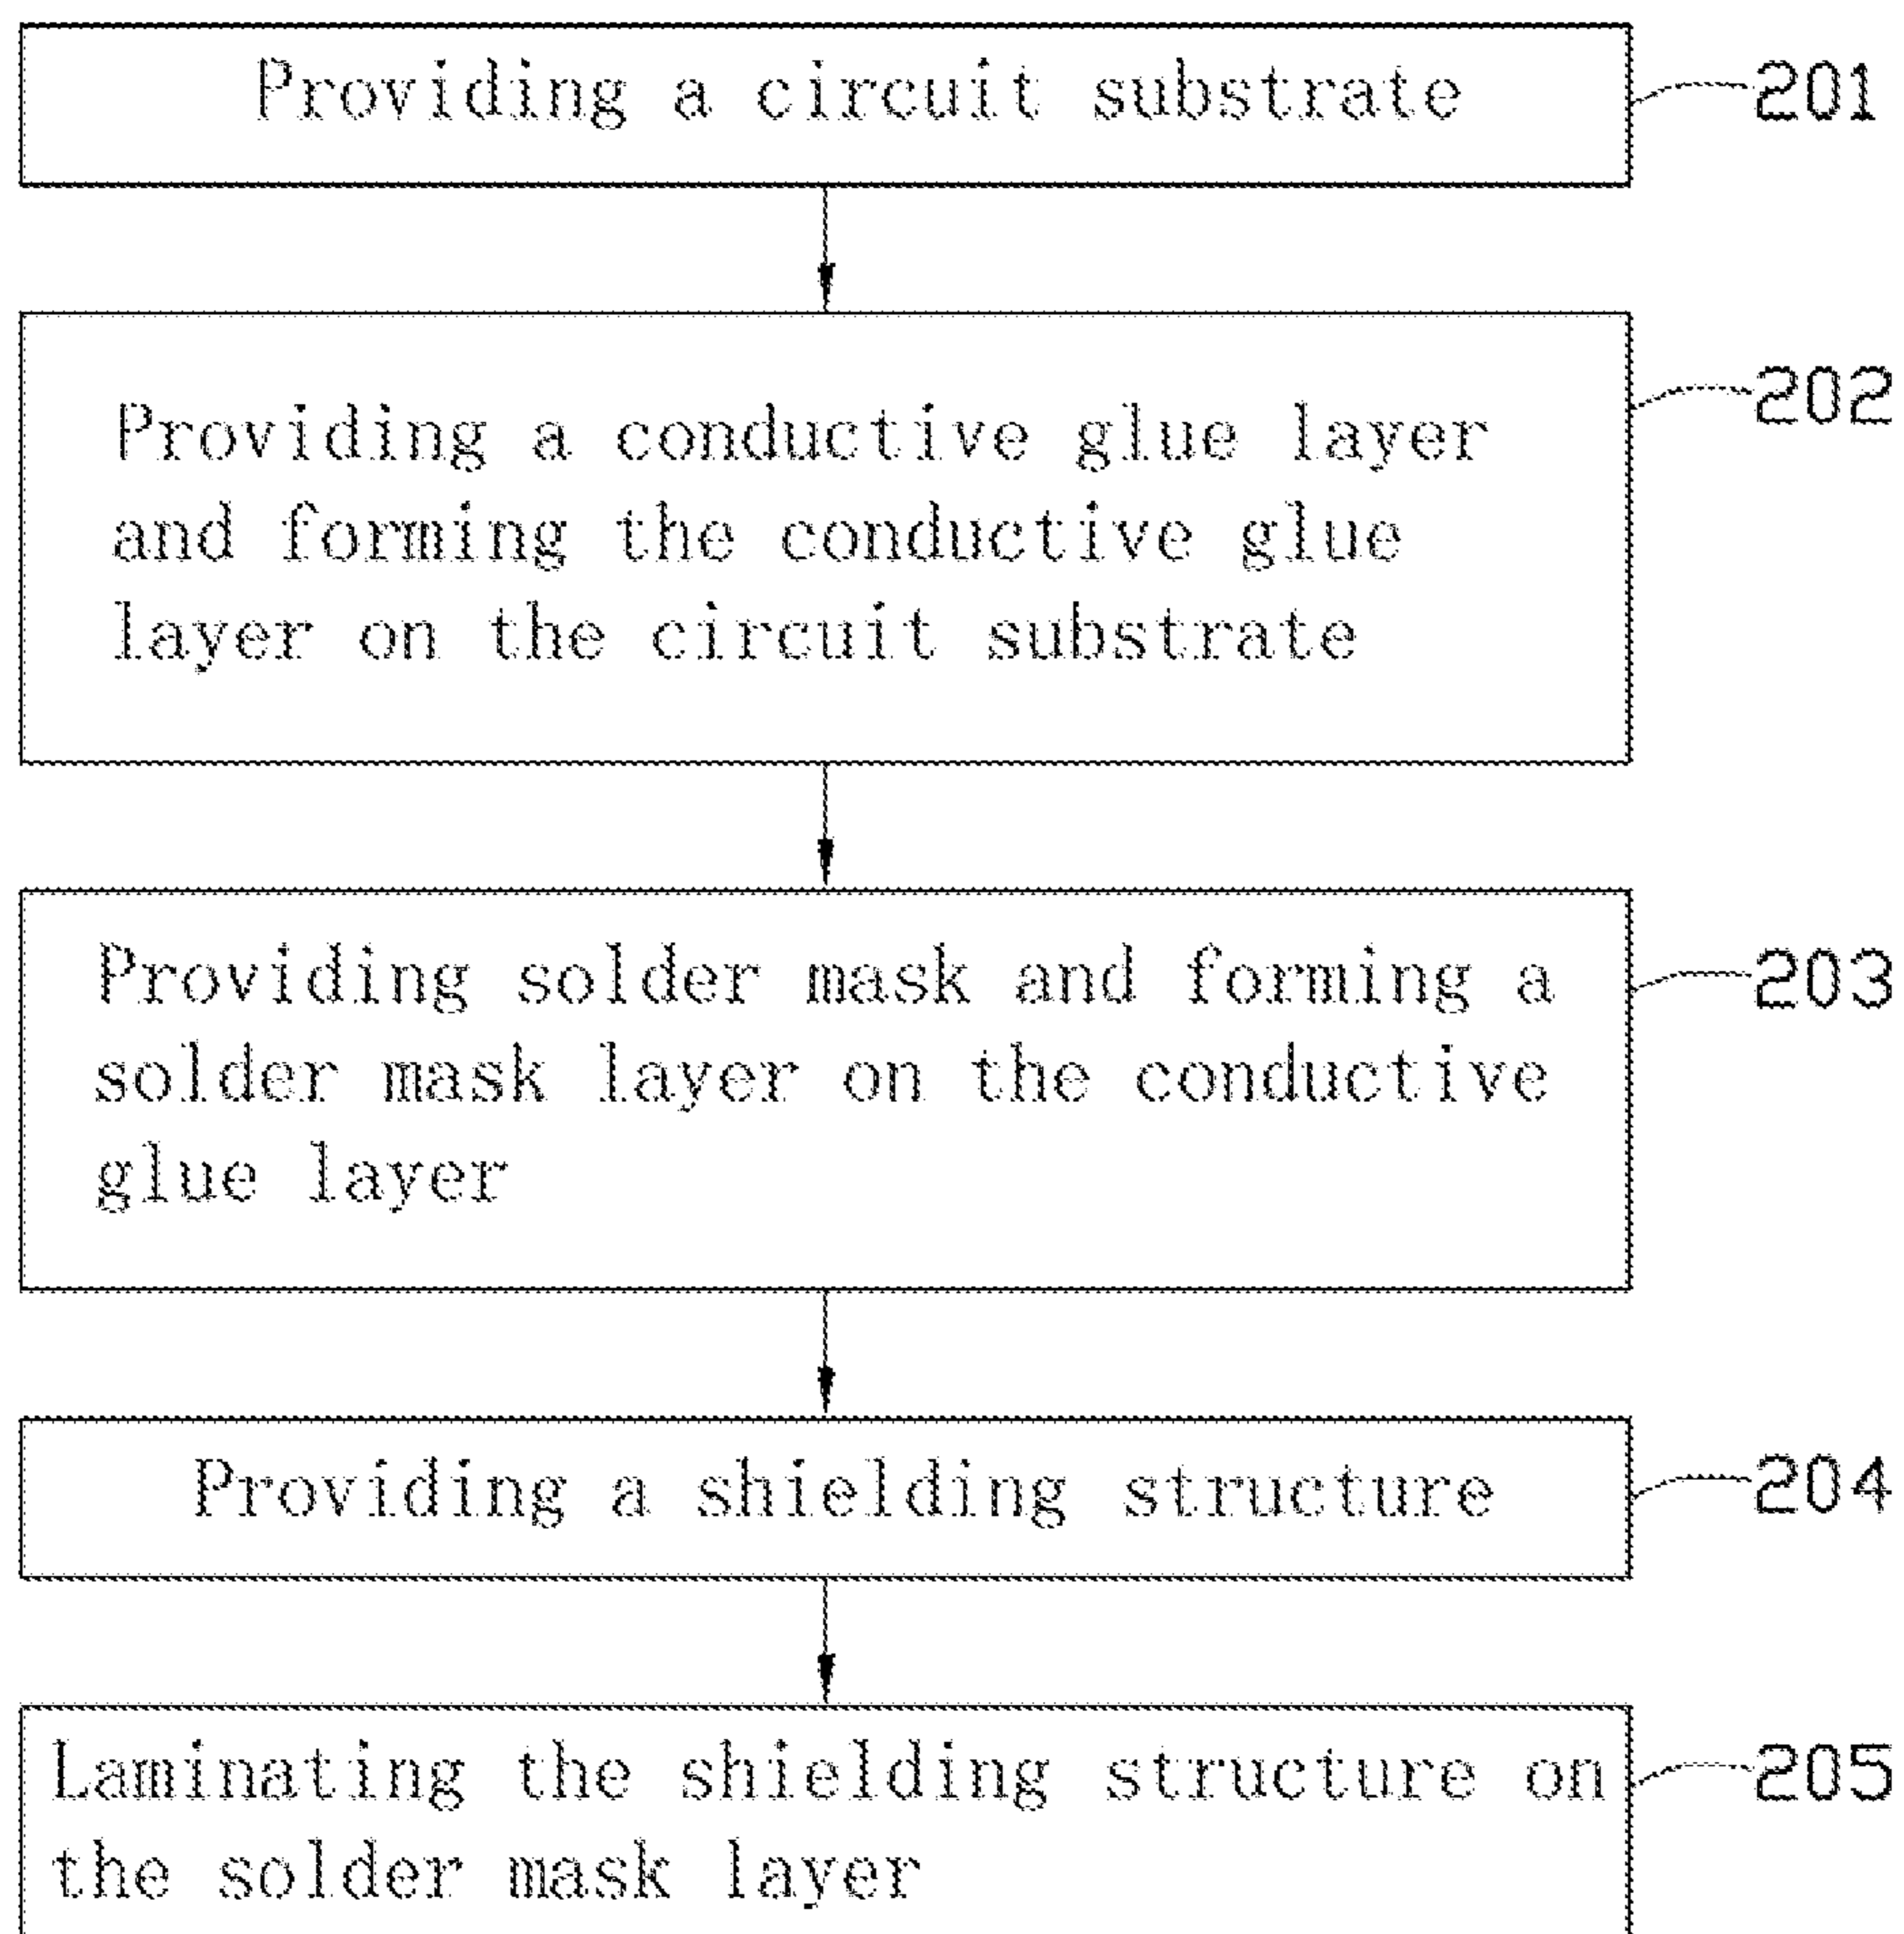 Providing a circuit substrate
201
202
Providing a conductive glue layer
and forming the conductive glue
layer on the circuit substrate
Providing solder mask and forming a
203
solder mask layer on the conductive
glue layer
Providing a shielding structure
204
Laminating the shielding structure on
205
the solder mask layer